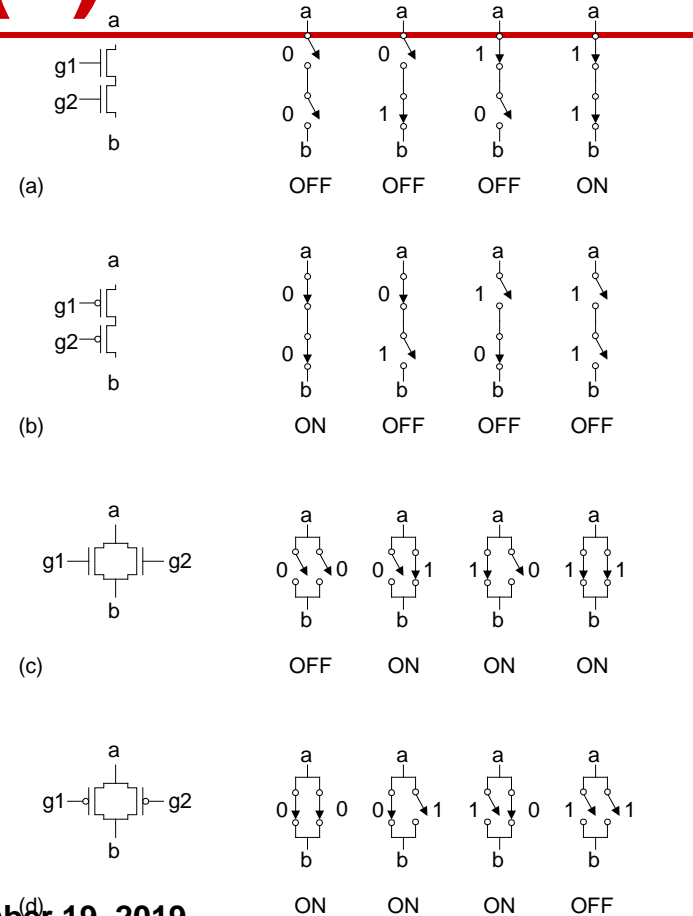 a a a a a
g1 0 0 1 1
g2 0 1 0 1
b b b b b
(a) OFF OFF OFF ON
a a a a a
g1 0 0 1 1
g2 0 1 0 1
b b b b b
(b) ON OFF OFF OFF
a a a a a
g1 g2 0 0 0 1 1 0 1 1
b b b b b
(c) OFF ON ON ON
a a a a a
g1 g2 0 0 0 1 1 0 1 1
b b b b b
(d) ON ON ON OFF
19, 2019